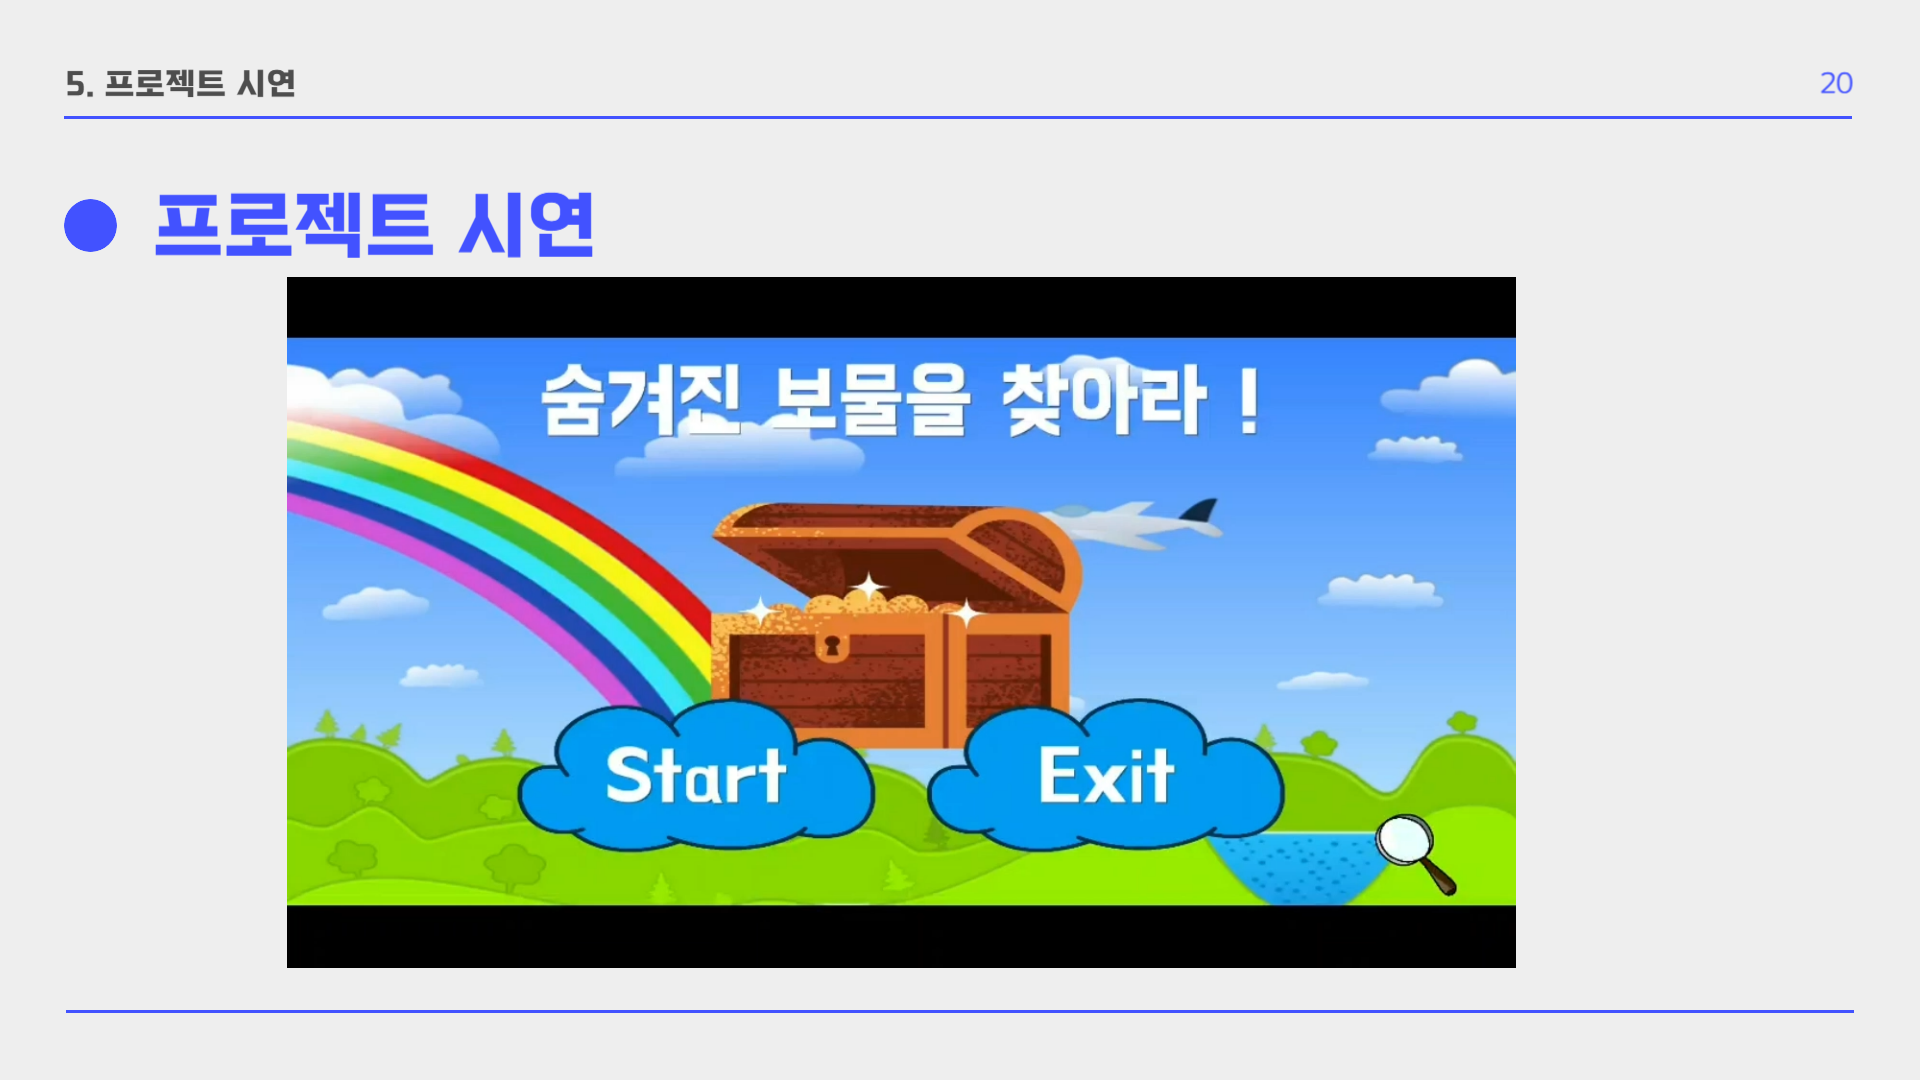 5. 프로젝트 시연
20
프로젝트 시연
숨겨진 보물을 찾아라 !
Start
Exit